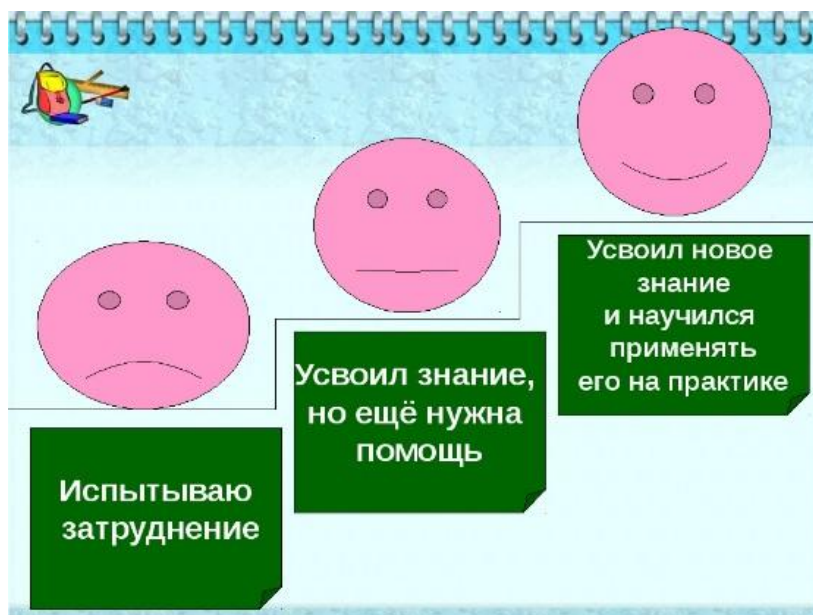 Испытываю
затруднение
Усвоил знание,
но ещё нужна
помощь
Усвоил новое
знание
и научился
применять
его на практике